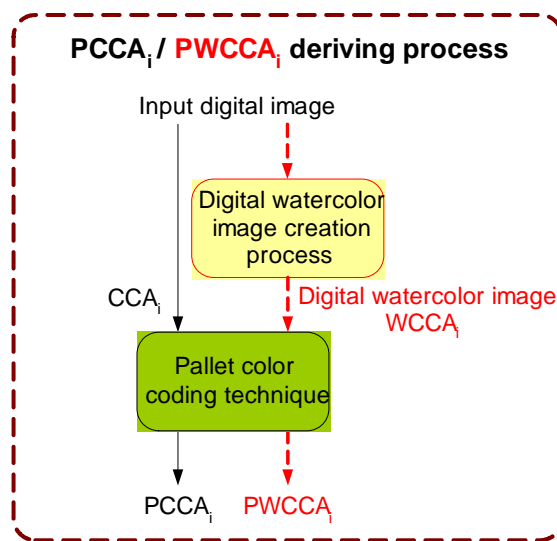 PCCAi / PWCCAi deriving process
Input digital image
Digital watercolor
image creation
process
CCAi
Digital watercolor image
WCCAi
Pallet color
coding technique
PCCAi
PWCCAi